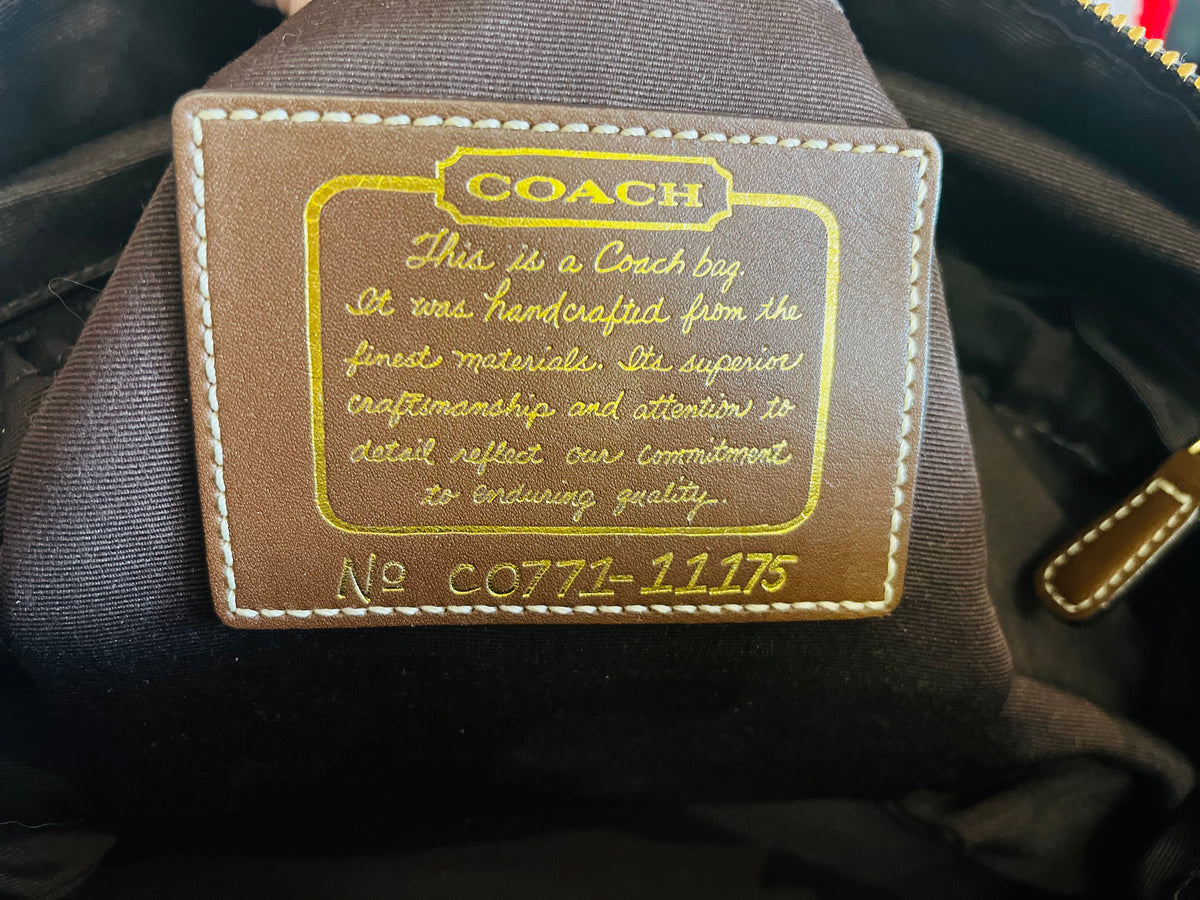 COACH
This is a Coach bag.
It was handcrafted from the
finest materials. Its superior
craftsmanship and attention to
detail reflect our commitment
to enduring quality.
Nº CO771-11175